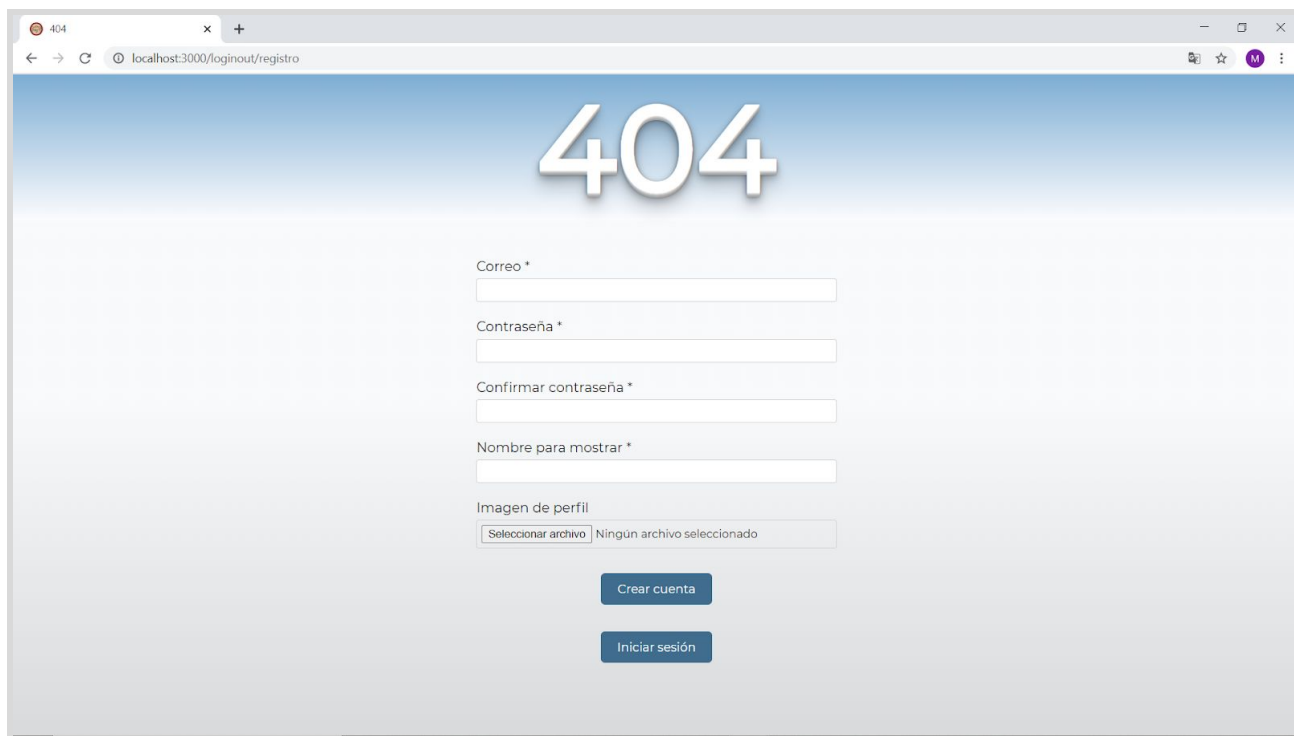 404
localhost:3000/loginout/registro
M
404
Correo *
Contraseña *
Confirmar contraseña *
Nombre para mostrar *
Imagen de perfil
Seleccionar archivo Ningún archivo seleccionado
Crear cuenta
Iniciar sesión